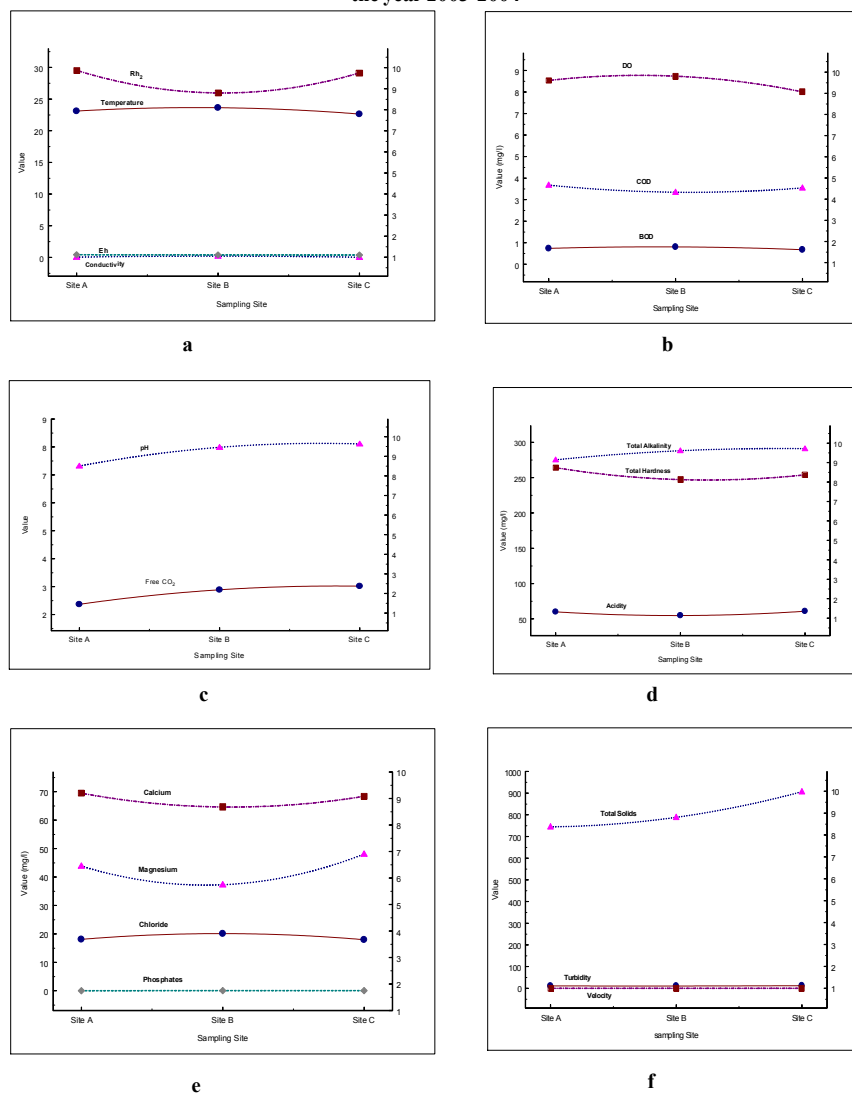 the year 2003-2004
30
25
20
15
10
5
0
Value
Rh2
Temperature
Eh
Conductivity
10
9
8
7
6
5
4
3
2
1
Site A
Site B
Site C
Sampling Site
a
9
8
7
6
5
4
3
2
1
0
Value (mg/l)
DO
COD
BOD
10
9
8
7
6
5
4
3
2
1
Site A
Site B
Site C
Sampling Site
b
9
8
7
6
5
4
3
2
Value
pH
Free CO2
10
9
8
7
6
5
4
3
2
1
Site A
Site B
Site C
Sampling Site
c
300
250
200
150
100
50
Value (mg/l)
Total Alkalinity
Total Hardness
Acidity
10
9
8
7
6
5
4
3
2
1
Site A
Site B
Site C
Sampling Site
d
70
60
50
40
30
20
10
0
Value (mg/l)
Calcium
Magnesium
Chloride
Phosphates
10
9
8
7
6
5
4
3
2
1
Site A
Site B
Site C
Sampling Site
e
1000
900
800
700
600
500
400
300
200
100
0
Value
Total Solids
Turbidity
Velocity
10
9
8
7
6
5
4
3
2
1
Site A
Site B
Site C
sampling Site
f